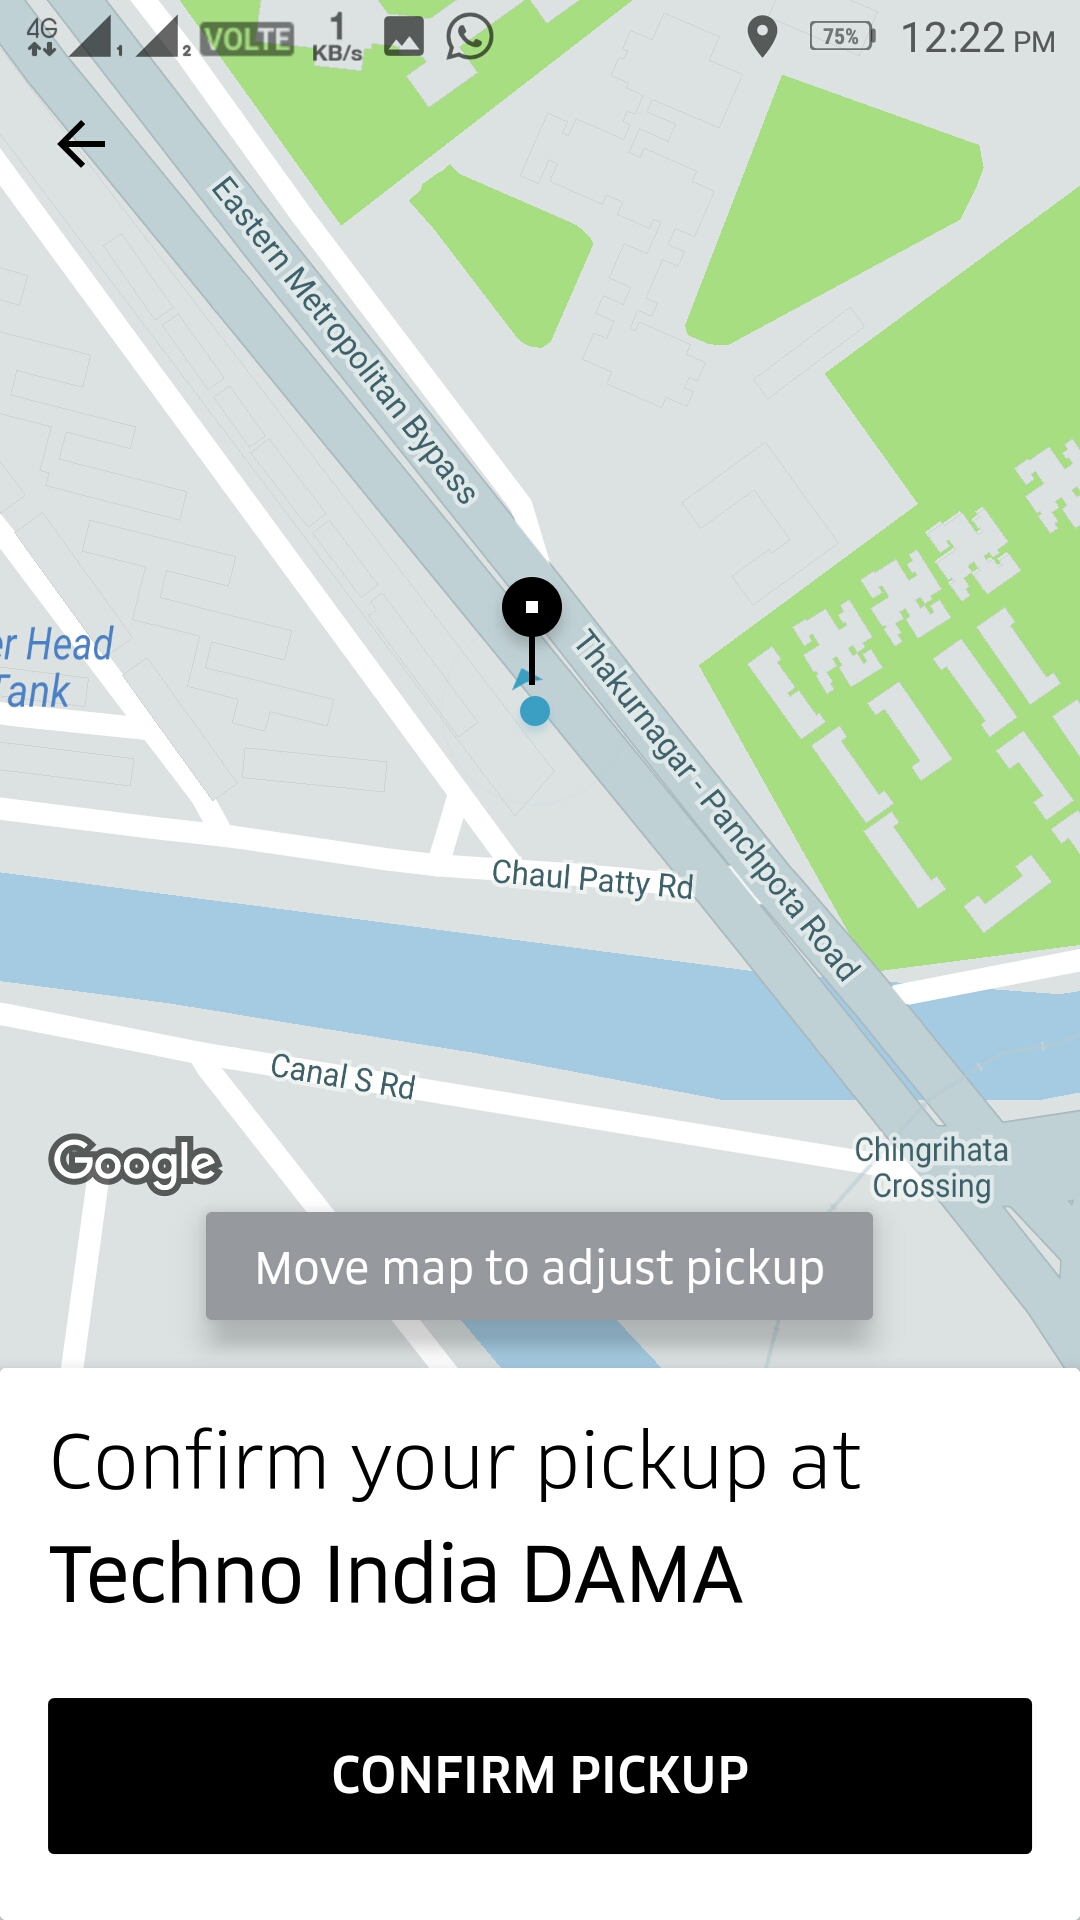 4G 1 2 VOLTE 1 KB/s 75% 12:22 PM
Eastern Metropolitan Bypass
er Head
Tank
Thakurnagar - Panchpota Road
Chaul Patty Rd
Canal S Rd
Chingrihata
Crossing
Google
Move map to adjust pickup
Confirm your pickup at
Techno India DAMA
CONFIRM PICKUP